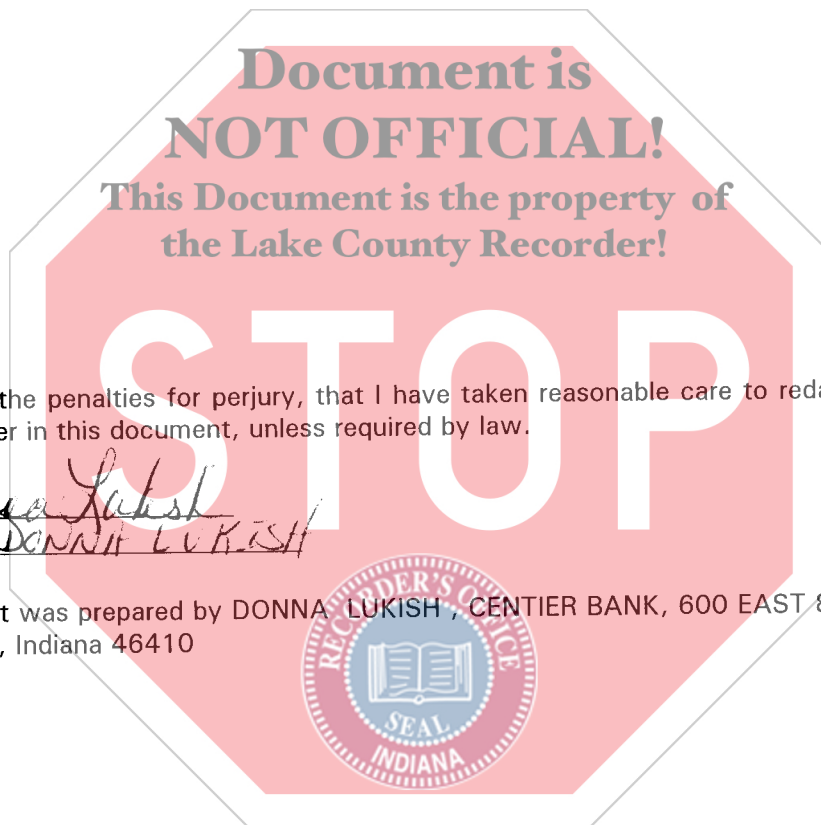 Document is
NOT OFFICIAL!
This Document is the property of
the Lake County Recorder!
STOP
the penalties for perjury, that I have taken reasonable care to reda
er in this document, unless required by law.
Lukish
DONNA LUKISH
t was prepared by DONNA LUKISH , CENTIER BANK, 600 EAST 8
, Indiana 46410
RECORDER'S OFFICE
SEAL
INDIANA